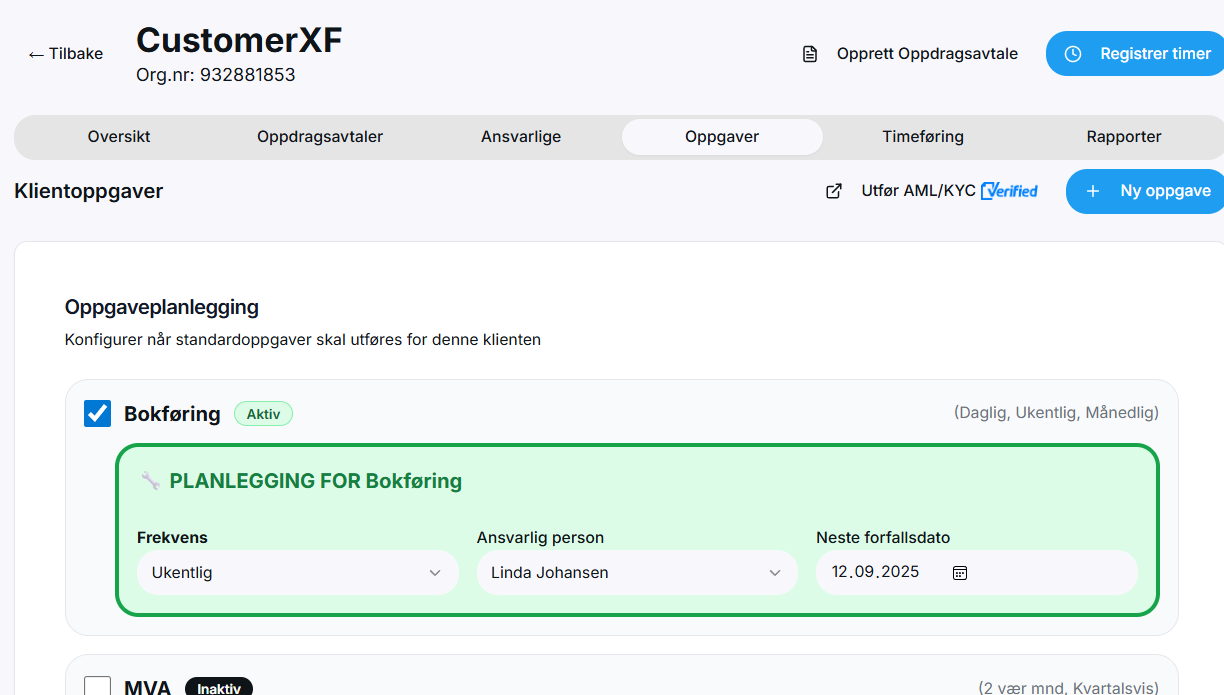 ← Tilbake
CustomerXF
Org.nr: 932881853
Opprett Oppdragsavtale
Registrer timer
Oversikt Oppdragsavtaler Ansvarlige Oppgaver Timeføring Rapporter
Klientoppgaver
Utfør AML/KYC Verified
+ Ny oppgave
Oppgaveplanlegging
Konfigurer når standardoppgaver skal utføres for denne klienten
Bokføring Aktiv (Daglig, Ukentlig, Månedlig)
PLANLEGGING FOR Bokføring
Frekvens Ansvarlig person Neste forfallsdato
Ukentlig Linda Johansen 12.09.2025
MVA Inaktiv (2 vær mnd, Kvartalsvis)